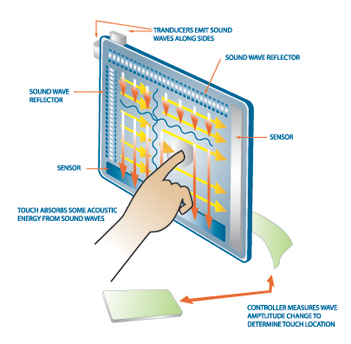 TRANDUCERS EMIT SOUND
WAVES ALONG SIDES
SOUND WAVE REFLECTOR
SOUND WAVE
REFLECTOR
SENSOR
SENSOR
TOUCH ABSORBS SOME ACOUSTIC
ENERGY FROM SOUND WAVES
CONTROLLER MEASURES WAVE
AMPLITUDE CHANGE TO
DETERMINE TOUCH LOCATION